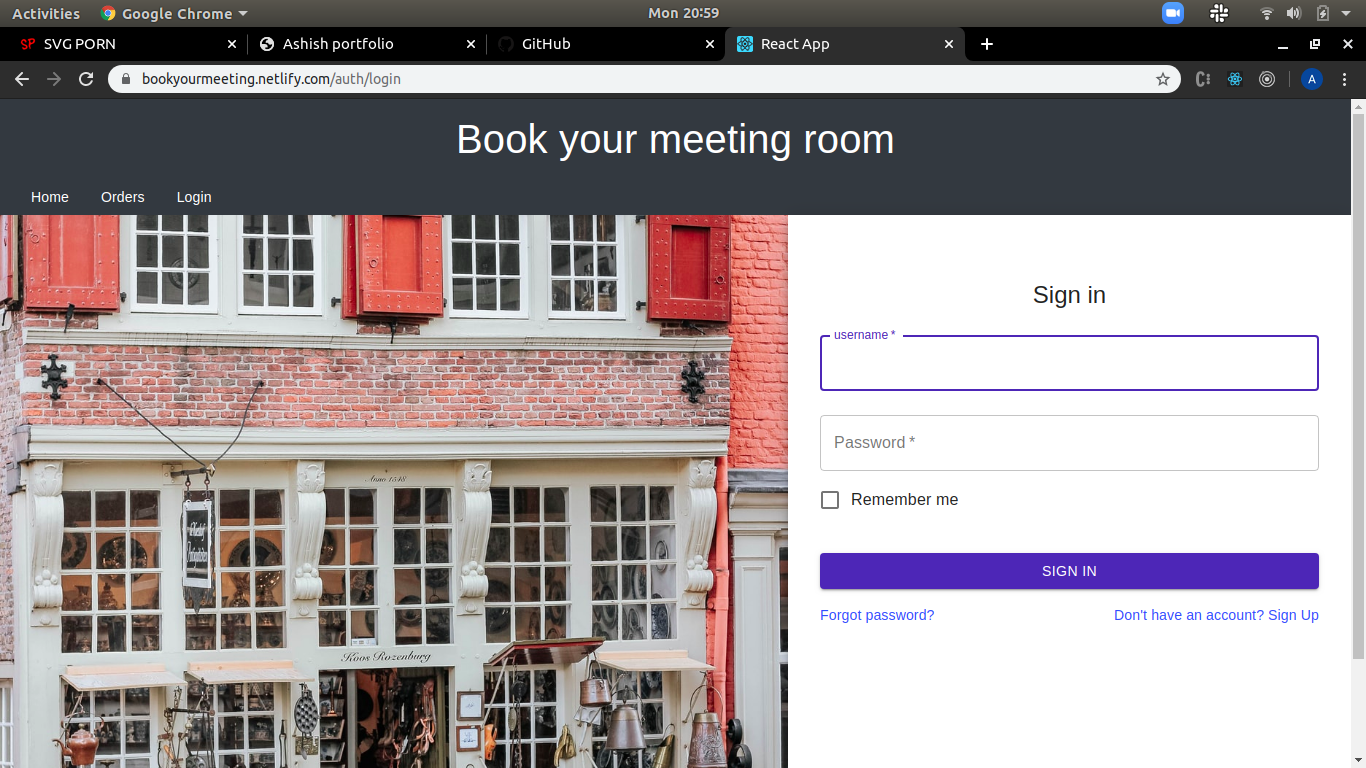 Activities Google Chrome Mon 20:59
SP SVG PORN Ashish portfolio GitHub React App
bookyourmeeting.netlify.com/auth/login A
Book your meeting room
Home Orders Login
Sign in
username *
Password *
Remember me
SIGN IN
Forgot password? Don't have an account? Sign Up
Anno 1548
Koos Rozenburg